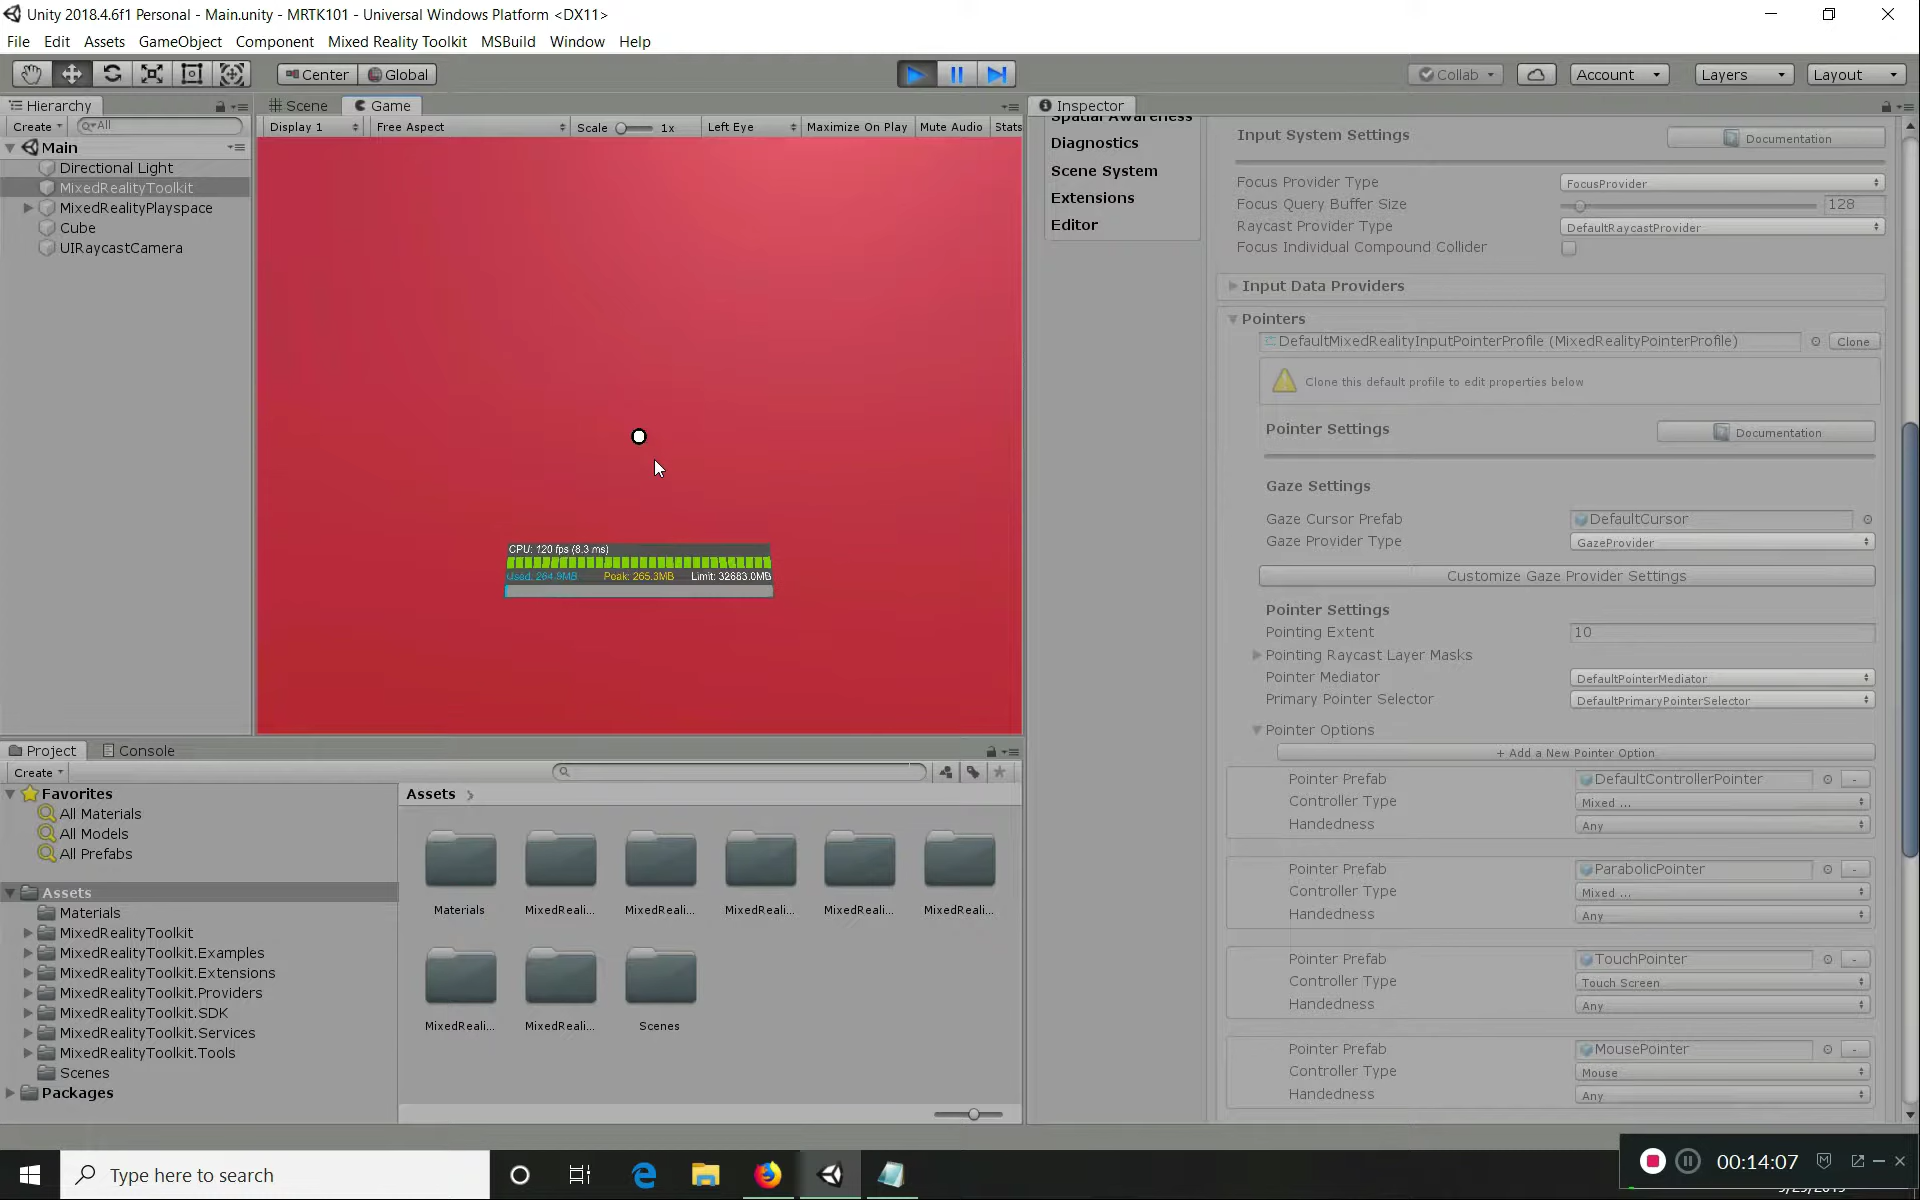 Unity 2018.4.6f1 Personal - Main.unity - MRTK101 - Universal Windows Platform <DX11>
File Edit Assets GameObject Component Mixed Reality Toolkit MSBuild Window Help
Center Global Collab Account Layers Layout
Hierarchy
Create All
Main
Directional Light
MixedRealityToolkit
MixedRealityPlayspace
Cube
UIRaycastCamera
Scene Game
Display 1 Free Aspect Scale 1x Left Eye Maximize On Play Mute Audio Stats
CPU: 120 fps (8.3 ms)
Used: 264.9MB Peak: 265.3MB Limit: 32683.0MB
Inspector
Spatial Awareness
Diagnostics
Scene System
Extensions
Editor
Input System Settings Documentation
Focus Provider Type FocusProvider
Focus Query Buffer Size 128
Raycast Provider Type DefaultRaycastProvider
Focus Individual Compound Collider
Input Data Providers
Pointers
DefaultMixedRealityInputPointerProfile (MixedRealityPointerProfile) Clone
Clone this default profile to edit properties below
Pointer Settings Documentation
Gaze Settings
Gaze Cursor Prefab DefaultCursor
Gaze Provider Type GazeProvider
Customize Gaze Provider Settings
Pointer Settings
Pointing Extent 10
Pointing Raycast Layer Masks
Pointer Mediator DefaultPointerMediator
Primary Pointer Selector DefaultPrimaryPointerSelector
Pointer Options
+ Add a New Pointer Option
Pointer Prefab DefaultControllerPointer -
Controller Type Mixed ...
Handedness Any
Pointer Prefab ParabolicPointer -
Controller Type Mixed ...
Handedness Any
Pointer Prefab TouchPointer -
Controller Type Touch Screen
Handedness Any
Pointer Prefab MousePointer -
Controller Type Mouse
Handedness Any
Project Console
Create
Favorites
All Materials
All Models
All Prefabs
Assets
Materials
MixedRealityToolkit
MixedRealityToolkit.Examples
MixedRealityToolkit.Extensions
MixedRealityToolkit.Providers
MixedRealityToolkit.SDK
MixedRealityToolkit.Services
MixedRealityToolkit.Tools
Scenes
Packages
Assets
Materials MixedReali... MixedReali... MixedReali... MixedReali... MixedReali...
MixedReali... MixedReali... Scenes
Type here to search
00:14:07